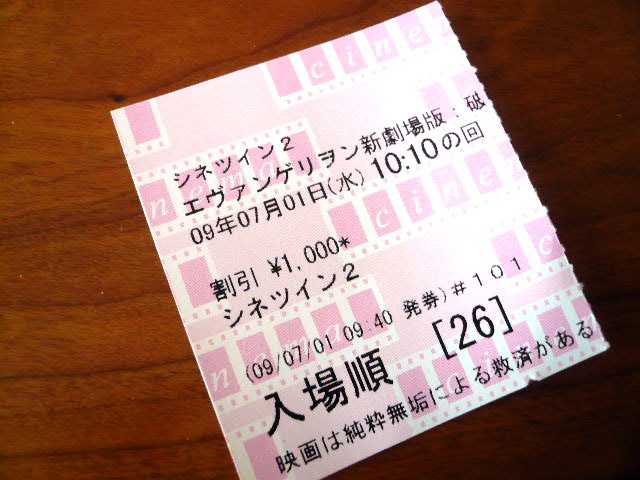 シネツイン2
エヴァンゲリヲン新劇場版:破
09年07月01日(水) 10:10の回
割引 ¥1,000*
シネツイン2
(09/07/01 09:40 発券)#101
入場順 [26]
映画は純粋無垢による救済がある